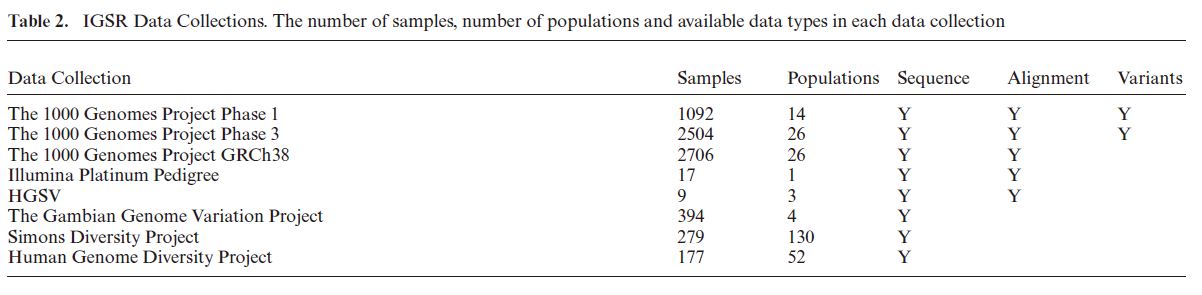 Table 2. IGSR Data Collections. The number of samples, number of populations and available data types in each data collection
Data Collection Samples Populations Sequence Alignment Variants
The 1000 Genomes Project Phase 1 1092 14 Y Y Y
The 1000 Genomes Project Phase 3 2504 26 Y Y Y
The 1000 Genomes Project GRCh38 2706 26 Y Y
Illumina Platinum Pedigree 17 1 Y Y
HGSV 9 3 Y Y
The Gambian Genome Variation Project 394 4 Y
Simons Diversity Project 279 130 Y
Human Genome Diversity Project 177 52 Y